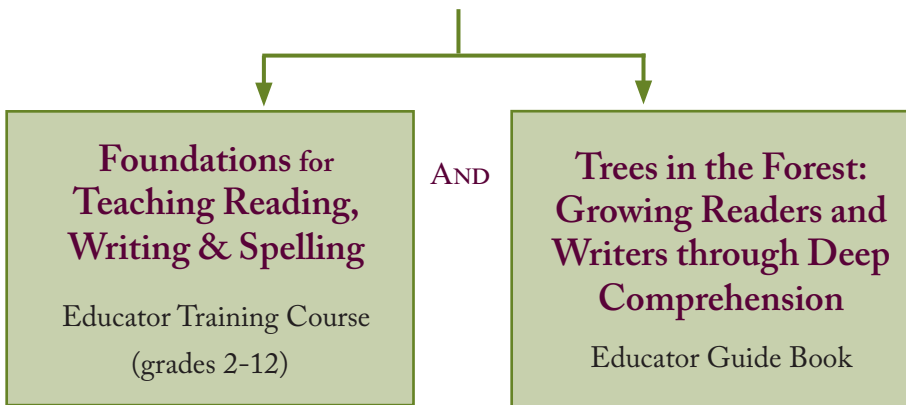 Foundations for
Teaching Reading,
Writing & Spelling
Educator Training Course
(grades 2-12)
AND
Trees in the Forest:
Growing Readers and
Writers through Deep
Comprehension
Educator Guide Book